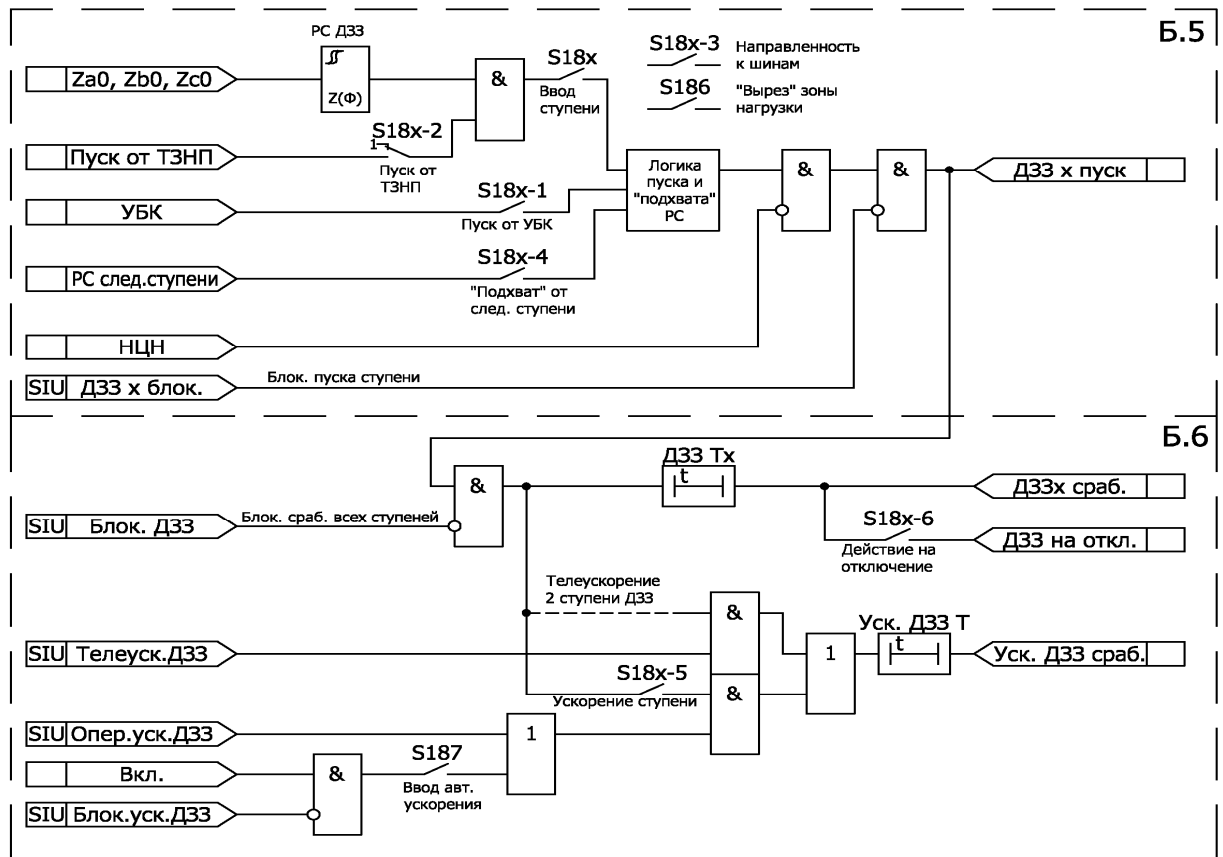 Б.5
РС ДЗЗ
Za0, Zb0, Zc0
Z(Ф)
&
S18x
Ввод
ступени
S18x-3
Направленность
к шинам
S186
"Вырез" зоны
нагрузки
Пуск от ТЗНП
1
S18x-2
Пуск от
ТЗНП
УБК
S18x-1
Пуск от УБК
Логика
пуска и
"подхвата"
РС
&
&
ДЗЗ x пуск
РС след.ступени
S18x-4
"Подхват" от
след. ступени
НЦН
SIU ДЗЗ x блок.
Блок. пуска ступени
Б.6
&
ДЗЗ Тx
t
ДЗЗx сраб.
SIU Блок. ДЗЗ
Блок. сраб. всех ступеней
S18x-6
Действие на
отключение
ДЗЗ на откл.
Телеускорение
2 ступени ДЗЗ
&
SIU Телеуск.ДЗЗ
1
Уск. ДЗЗ Т
t
Уск. ДЗЗ сраб.
S18x-5
Ускорение ступени
&
SIU Опер.уск.ДЗЗ
1
Вкл.
&
S187
Ввод авт.
ускорения
SIU Блок.уск.ДЗЗ